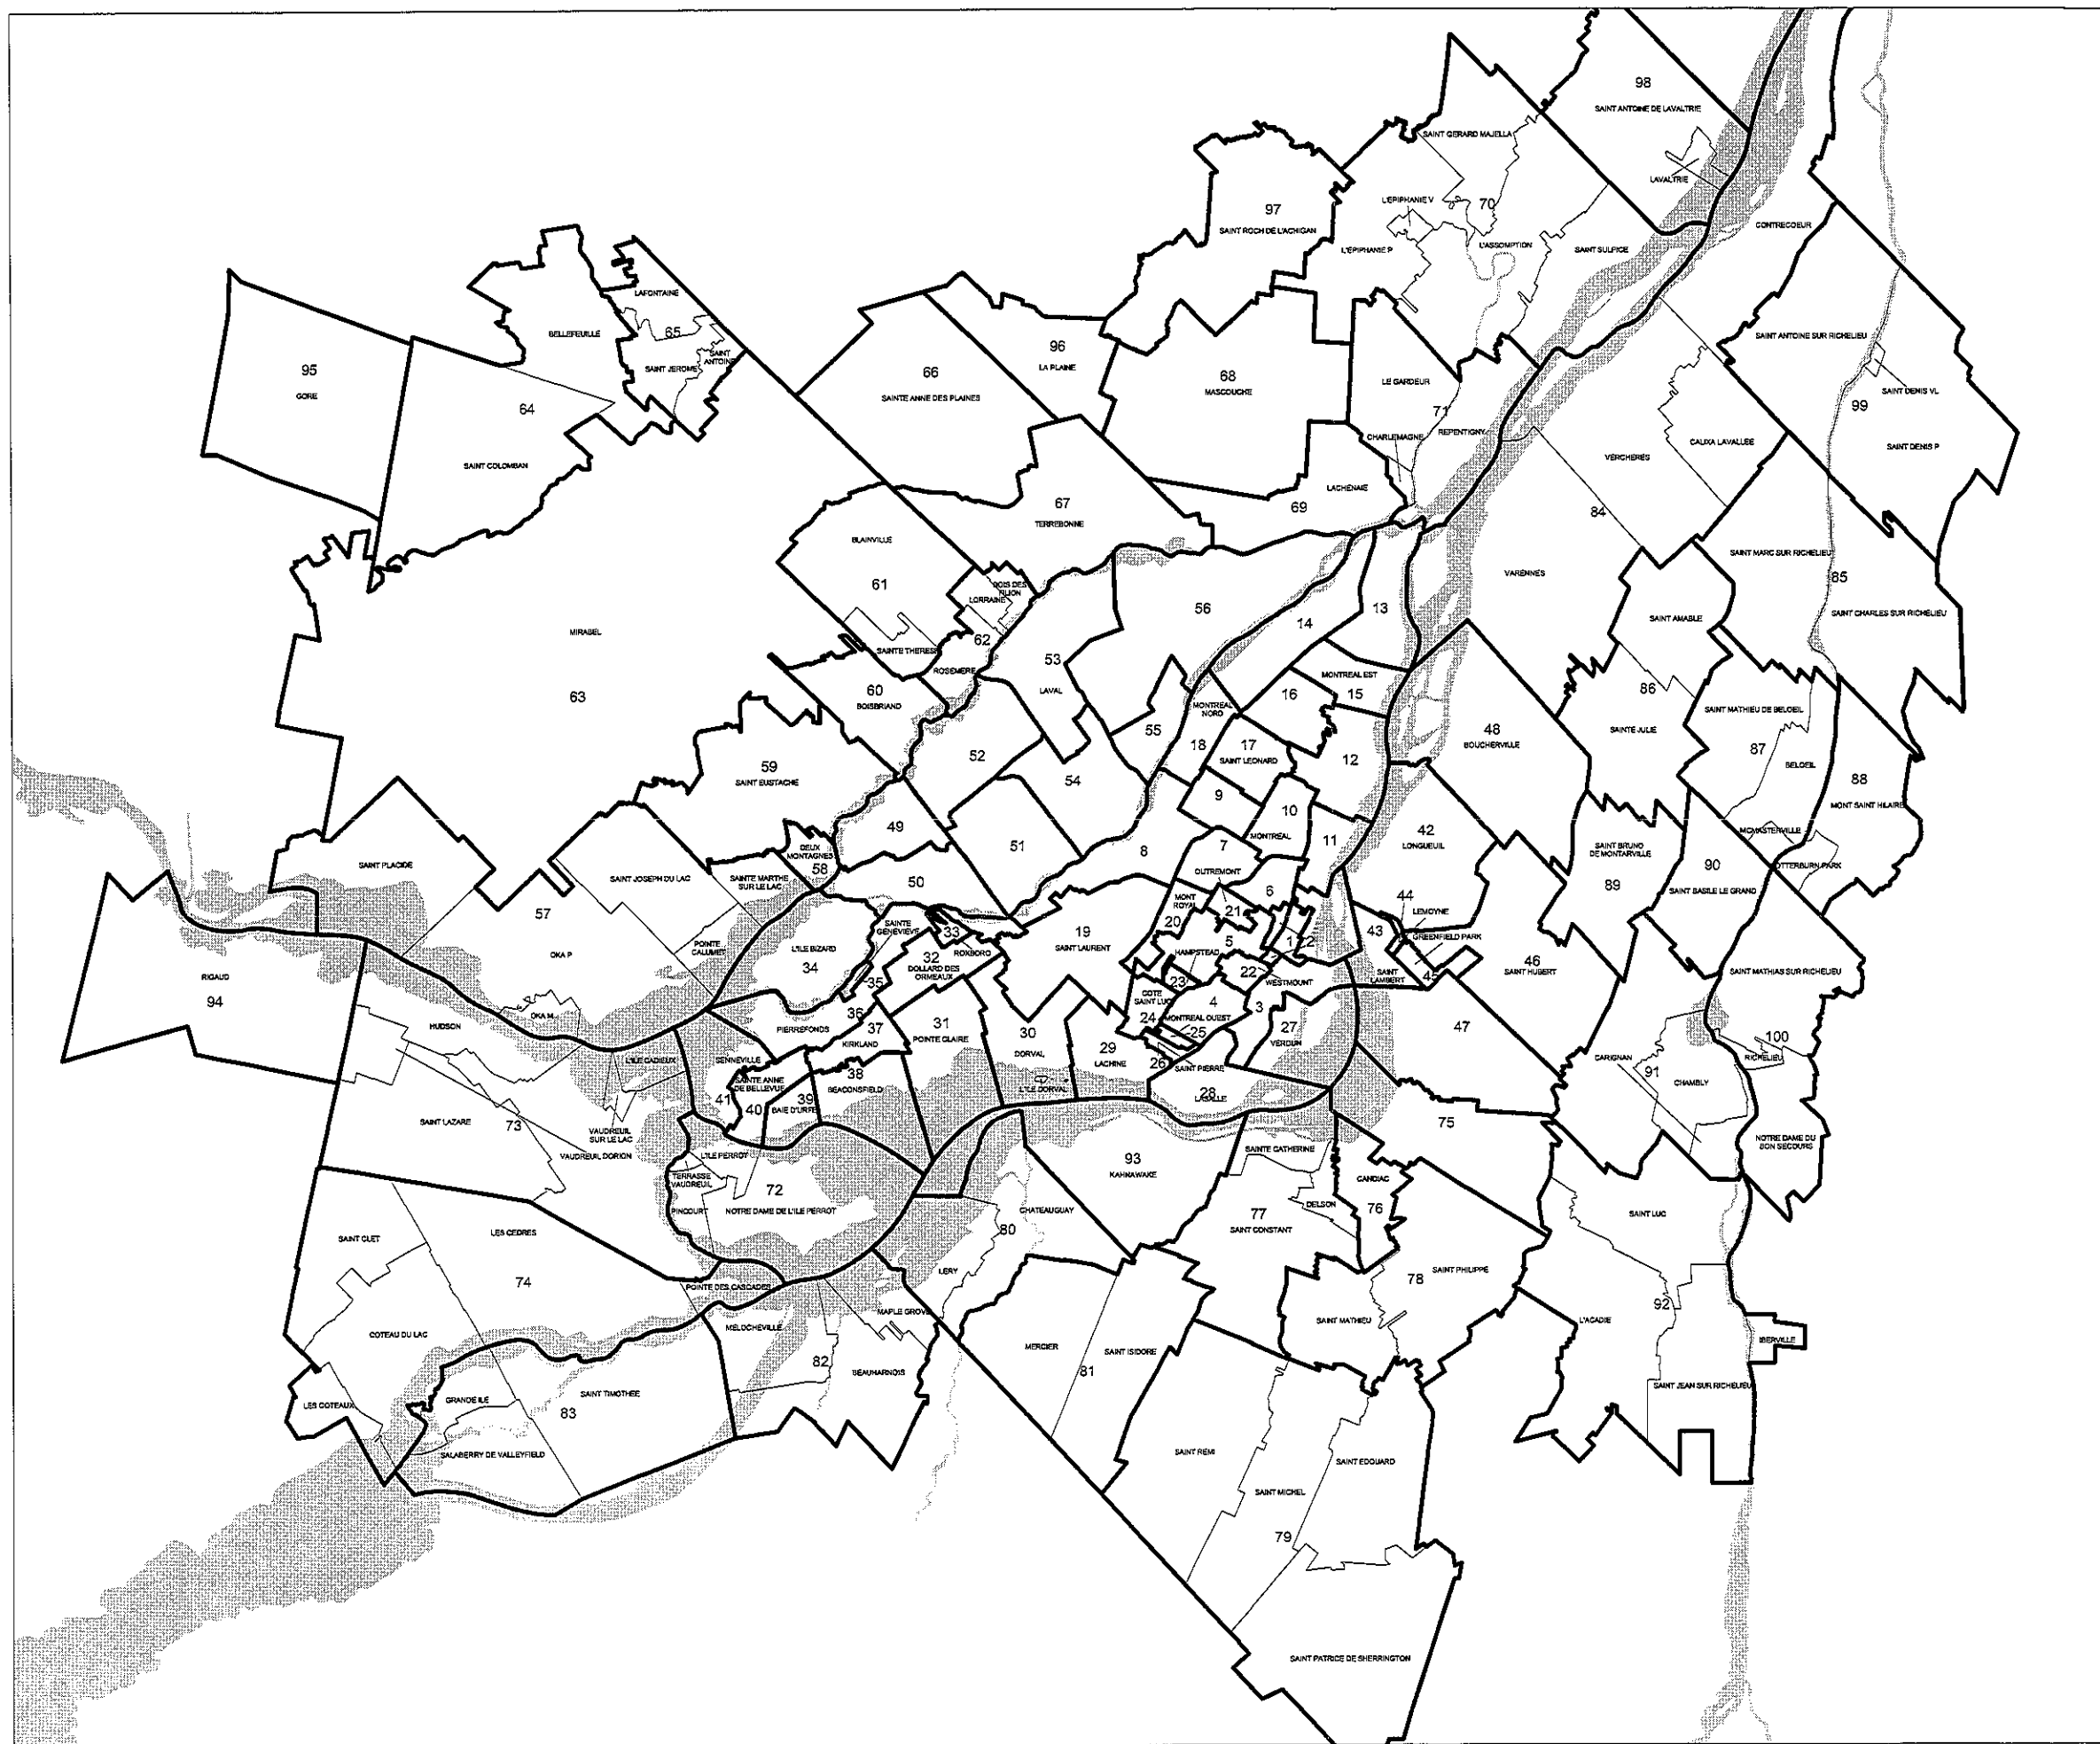 98
SAINT ANTOINE DE LAVALTRIE
SAINT GERARD MAJELLA
LAVALTRIE
97
SAINT ROCH DE L'ACHIGAN
L'EPIPHANIE V
70
L'EPIPHANIE P
L'ASSOMPTION
SAINT SULPICE
CONTRECOEUR
LAFONTAINE
BELLEFEUILLE
65
SAINT
ANTOINE
SAINT JEROME
95
GORE
64
SAINT COLOMBAN
66
SAINTE ANNE DES PLAINES
96
LA PLAINE
68
MASCOUCHE
LE GARDEUR
71
CHARLEMAGNE
REPENTIGNY
SAINT ANTOINE SUR RICHELIEU
SAINT DENIS VL
99
SAINT DENIS P
CALIXA LAVALLEE
VERCHERES
84
VARENNES
LACHENAIE
69
67
TERREBONNE
BLAINVILLE
61
BOIS DES
FILION
LORRAINE
62
SAINTE THERESE
ROSEMERE
MIRABEL
63
60
BOISBRIAND
59
SAINT EUSTACHE
53
LAVAL
56
14
13
55
52
54
51
49
50
SAINT MARC SUR RICHELIEU
85
SAINT CHARLES SUR RICHELIEU
SAINT AMABLE
86
SAINTE JULIE
SAINT MATHIEU DE BELOEIL
87
BELOEIL
88
MONT SAINT HILAIRE
MCMASTERVILLE
OTTERBURN PARK
MONTREAL EST
15
16
MONTREAL
NORD
18
17
SAINT LEONARD
12
48
BOUCHERVILLE
9
10
MONTREAL
11
8
7
OUTREMONT
6
42
LONGUEUIL
SAINT BRUNO
DE MONTARVILLE
89
90
SAINT BASILE LE GRAND
SAINT PLACIDE
57
OKA P
SAINT JOSEPH DU LAC
SAINTE MARTHE
SUR LE LAC
DEUX
MONTAGNES
58
POINTE
CALUMET
OKA M
RIGAUD
94
HUDSON
L'ILE CADIEUX
SAINT LAZARE
73
VAUDREUIL
SUR LE LAC
VAUDREUIL DORION
L'ILE BIZARD
34
SAINTE
GENEVIEVE
33
ROXBORO
32
DOLLARD DES
ORMEAUX
35
36
37
PIERREFONDS
KIRKLAND
SENNEVILLE
SAINTE ANNE
DE BELLEVUE
41
40
39
BAIE D'URFE
38
BEACONSFIELD
31
POINTE CLAIRE
30
DORVAL
L'ILE DORVAL
29
LACHINE
19
SAINT LAURENT
MONT
ROYAL
20
21
5
HAMPSTEAD
1
2
22
WESTMOUNT
23
COTE
SAINT LUC
24
4
MONTREAL OUEST
25
26
3
27
VERDUN
SAINT PIERRE
28
LASALLE
44
LEMOYNE
43
GREENFIELD PARK
45
SAINT
LAMBERT
46
SAINT HUBERT
47
75
SAINT MATHIAS SUR RICHELIEU
CARIGNAN
91
CHAMBLY
RICHELIEU
100
NOTRE DAME DU
BON SECOURS
L'ILE PERROT
TERRASSE
VAUDREUIL
PINCOURT
72
NOTRE DAME DE L'ILE PERROT
93
KAHNAWAKE
SAINTE CATHERINE
CANDIAC
76
DELSON
77
SAINT CONSTANT
CHATEAUGUAY
80
LERY
MAPLE GROVE
SAINT CLET
LES CEDRES
74
POINTE DES CASCADES
COTEAU DU LAC
LES COTEAUX
GRANDE ILE
SAINT TIMOTHEE
83
SALABERRY DE VALLEYFIELD
MELOCHEVILLE
82
BEAUHARNOIS
MERCIER
81
SAINT ISIDORE
78
SAINT PHILIPPE
SAINT MATHIEU
SAINT LUC
92
L'ACADIE
IBERVILLE
SAINT JEAN SUR RICHELIEU
SAINT REMI
SAINT EDOUARD
SAINT MICHEL
79
SAINT PATRICE DE SHERRINGTON